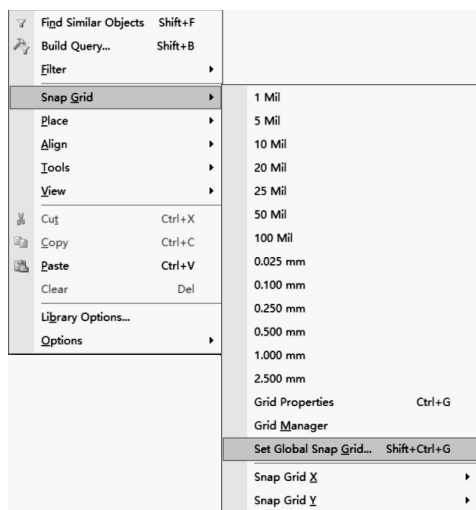 Find Similar Objects Shift+F
Build Query... Shift+B
Filter
Snap Grid
Place
Align
Tools
View
Cut Ctrl+X
Copy Ctrl+C
Paste Ctrl+V
Clear Del
Library Options...
Options
1 Mil
5 Mil
10 Mil
20 Mil
25 Mil
50 Mil
100 Mil
0.025 mm
0.100 mm
0.250 mm
0.500 mm
1.000 mm
2.500 mm
Grid Properties Ctrl+G
Grid Manager
Set Global Snap Grid... Shift+Ctrl+G
Snap Grid X
Snap Grid Y